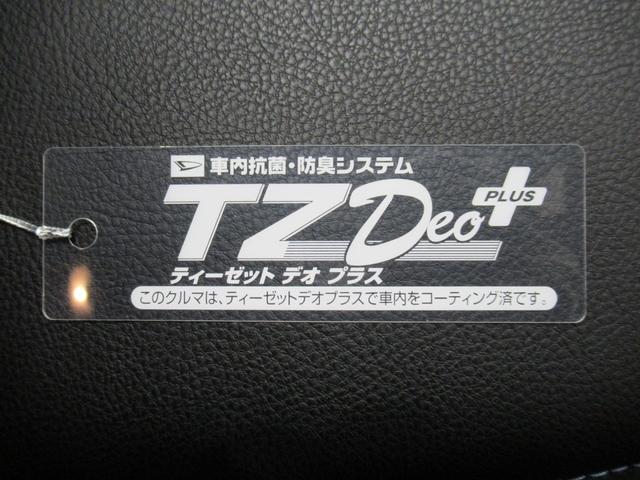 車内抗菌・防臭システム
TZ Deo PLUS
ティーゼット デオ プラス
このクルマは、ティーゼットデオプラスで車内をコーティング済です。